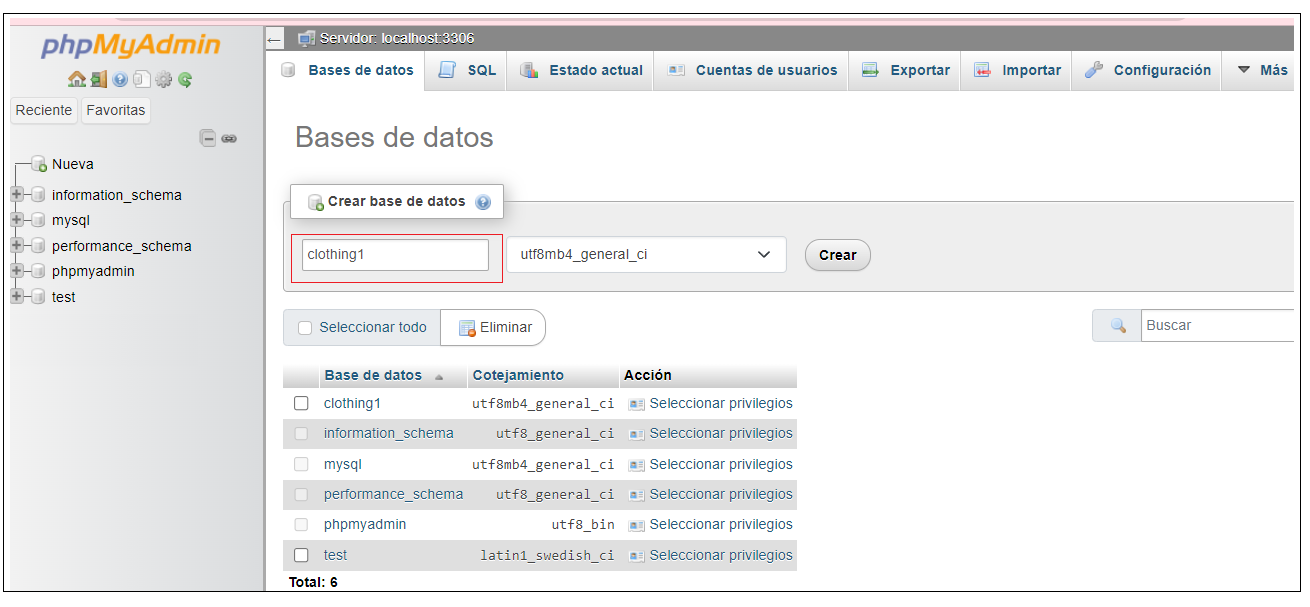 phpMyAdmin
Reciente Favoritas
Nueva
information_schema
mysql
performance_schema
phpmyadmin
test
Servidor: localhost:3306
Bases de datos SQL Estado actual Cuentas de usuarios Exportar Importar Configuración Más
Bases de datos
Crear base de datos
clothing1 utf8mb4_general_ci Crear
Seleccionar todo Eliminar Buscar
Base de datos Cotejamiento Acción
clothing1 utf8mb4_general_ci Seleccionar privilegios
information_schema utf8_general_ci Seleccionar privilegios
mysql utf8mb4_general_ci Seleccionar privilegios
performance_schema utf8_general_ci Seleccionar privilegios
phpmyadmin utf8_bin Seleccionar privilegios
test latin1_swedish_ci Seleccionar privilegios
Total: 6